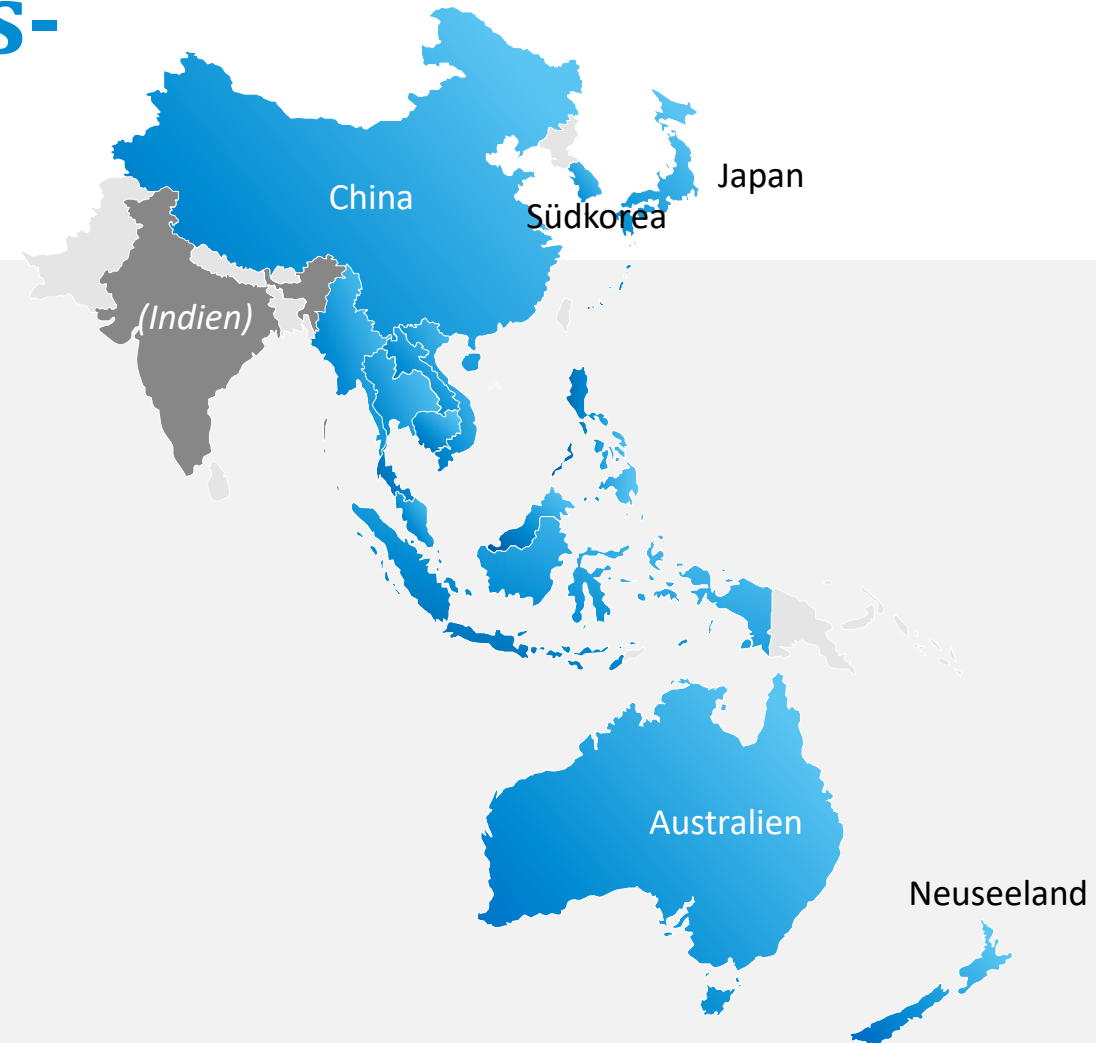 s-
China
Japan
Südkorea
(Indien)
Australien
Neuseeland